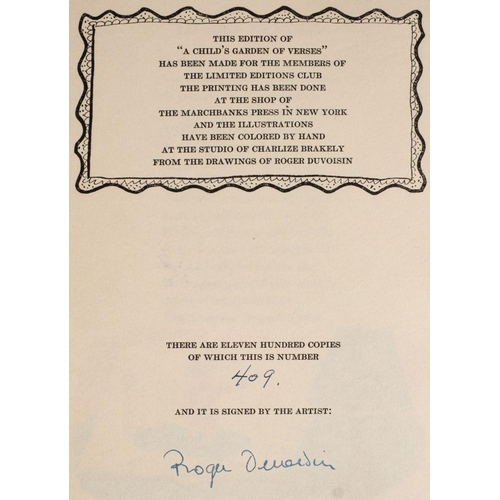 THIS EDITION OF
"A CHILD'S GARDEN OF VERSES"
HAS BEEN MADE FOR THE MEMBERS OF
THE LIMITED EDITIONS CLUB
THE PRINTING HAS BEEN DONE
AT THE SHOP OF
THE MARCHBANKS PRESS IN NEW YORK
AND THE ILLUSTRATIONS
HAVE BEEN COLORED BY HAND
AT THE STUDIO OF CHARLIZE BRAKELY
FROM THE DRAWINGS OF ROGER DUVOISIN
THERE ARE ELEVEN HUNDRED COPIES
OF WHICH THIS IS NUMBER
409.
AND IT IS SIGNED BY THE ARTIST:
Roger Duvoisin